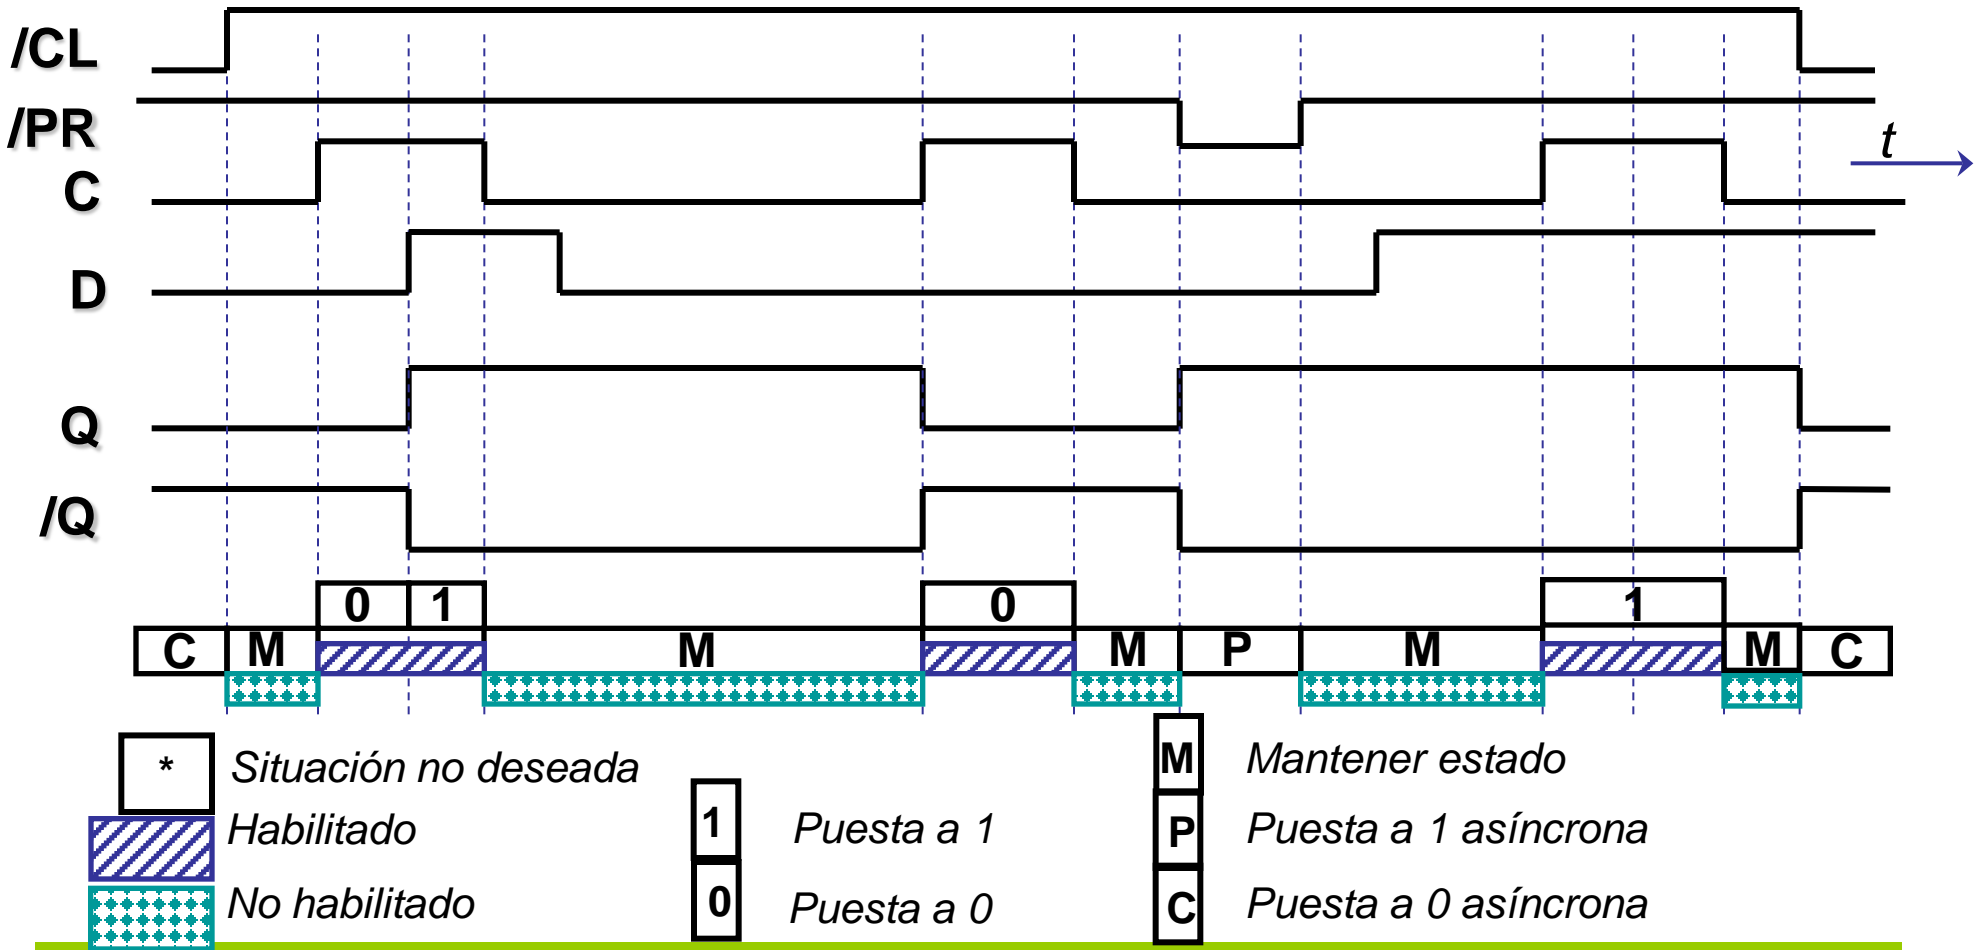 /CL
/PR
C
t
D
Q
/Q
0 1 0 1
C M M M P M M C
* Situación no deseada
M Mantener estado
Habilitado
1 Puesta a 1
P Puesta a 1 asíncrona
No habilitado
0 Puesta a 0
C Puesta a 0 asíncrona